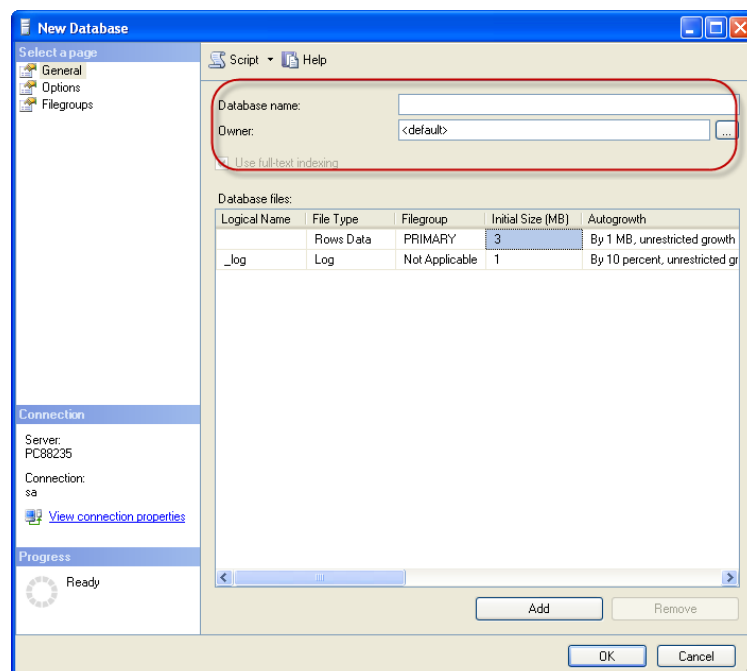 New Database
Select a page
General
Options
Filegroups
Script
Help
Database name:
Owner:
<default>
...
Use full-text indexing
Database files:
Logical Name File Type Filegroup Initial Size (MB) Autogrowth
Rows Data PRIMARY 3 By 1 MB, unrestricted growth
_log Log Not Applicable 1 By 10 percent, unrestricted gr
Connection
Server:
PC88235
Connection:
sa
View connection properties
Progress
Ready
Add Remove
OK Cancel